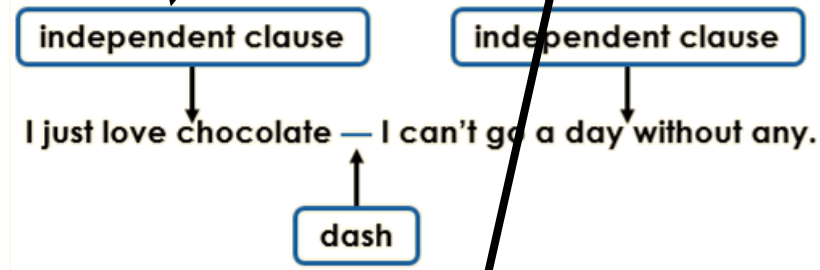 independent clause independent clause
I just love chocolate — I can't go a day without any.
dash